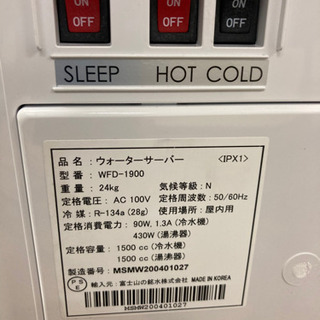 ON ON
OFF OFF OFF
SLEEP HOT COLD
品 名：ウォーターサーバー 〈IPX1〉
型 番：WFD-1900
重 量：24kg 気候等級：N
定格電圧：AC 100V 定格周波数：50/60Hz
冷 媒：R-134a (28g) 使用場所：屋内用
定格消費電力：90W, 1.3A (冷水機)
430W (湯沸器)
定格容量：1500 cc (冷水機)
1500 cc (湯沸器)
製造番号：MSMW200401027
PSE 輸入元：富士山の銘水株式会社 MADE IN KOREA
MSMW200401027